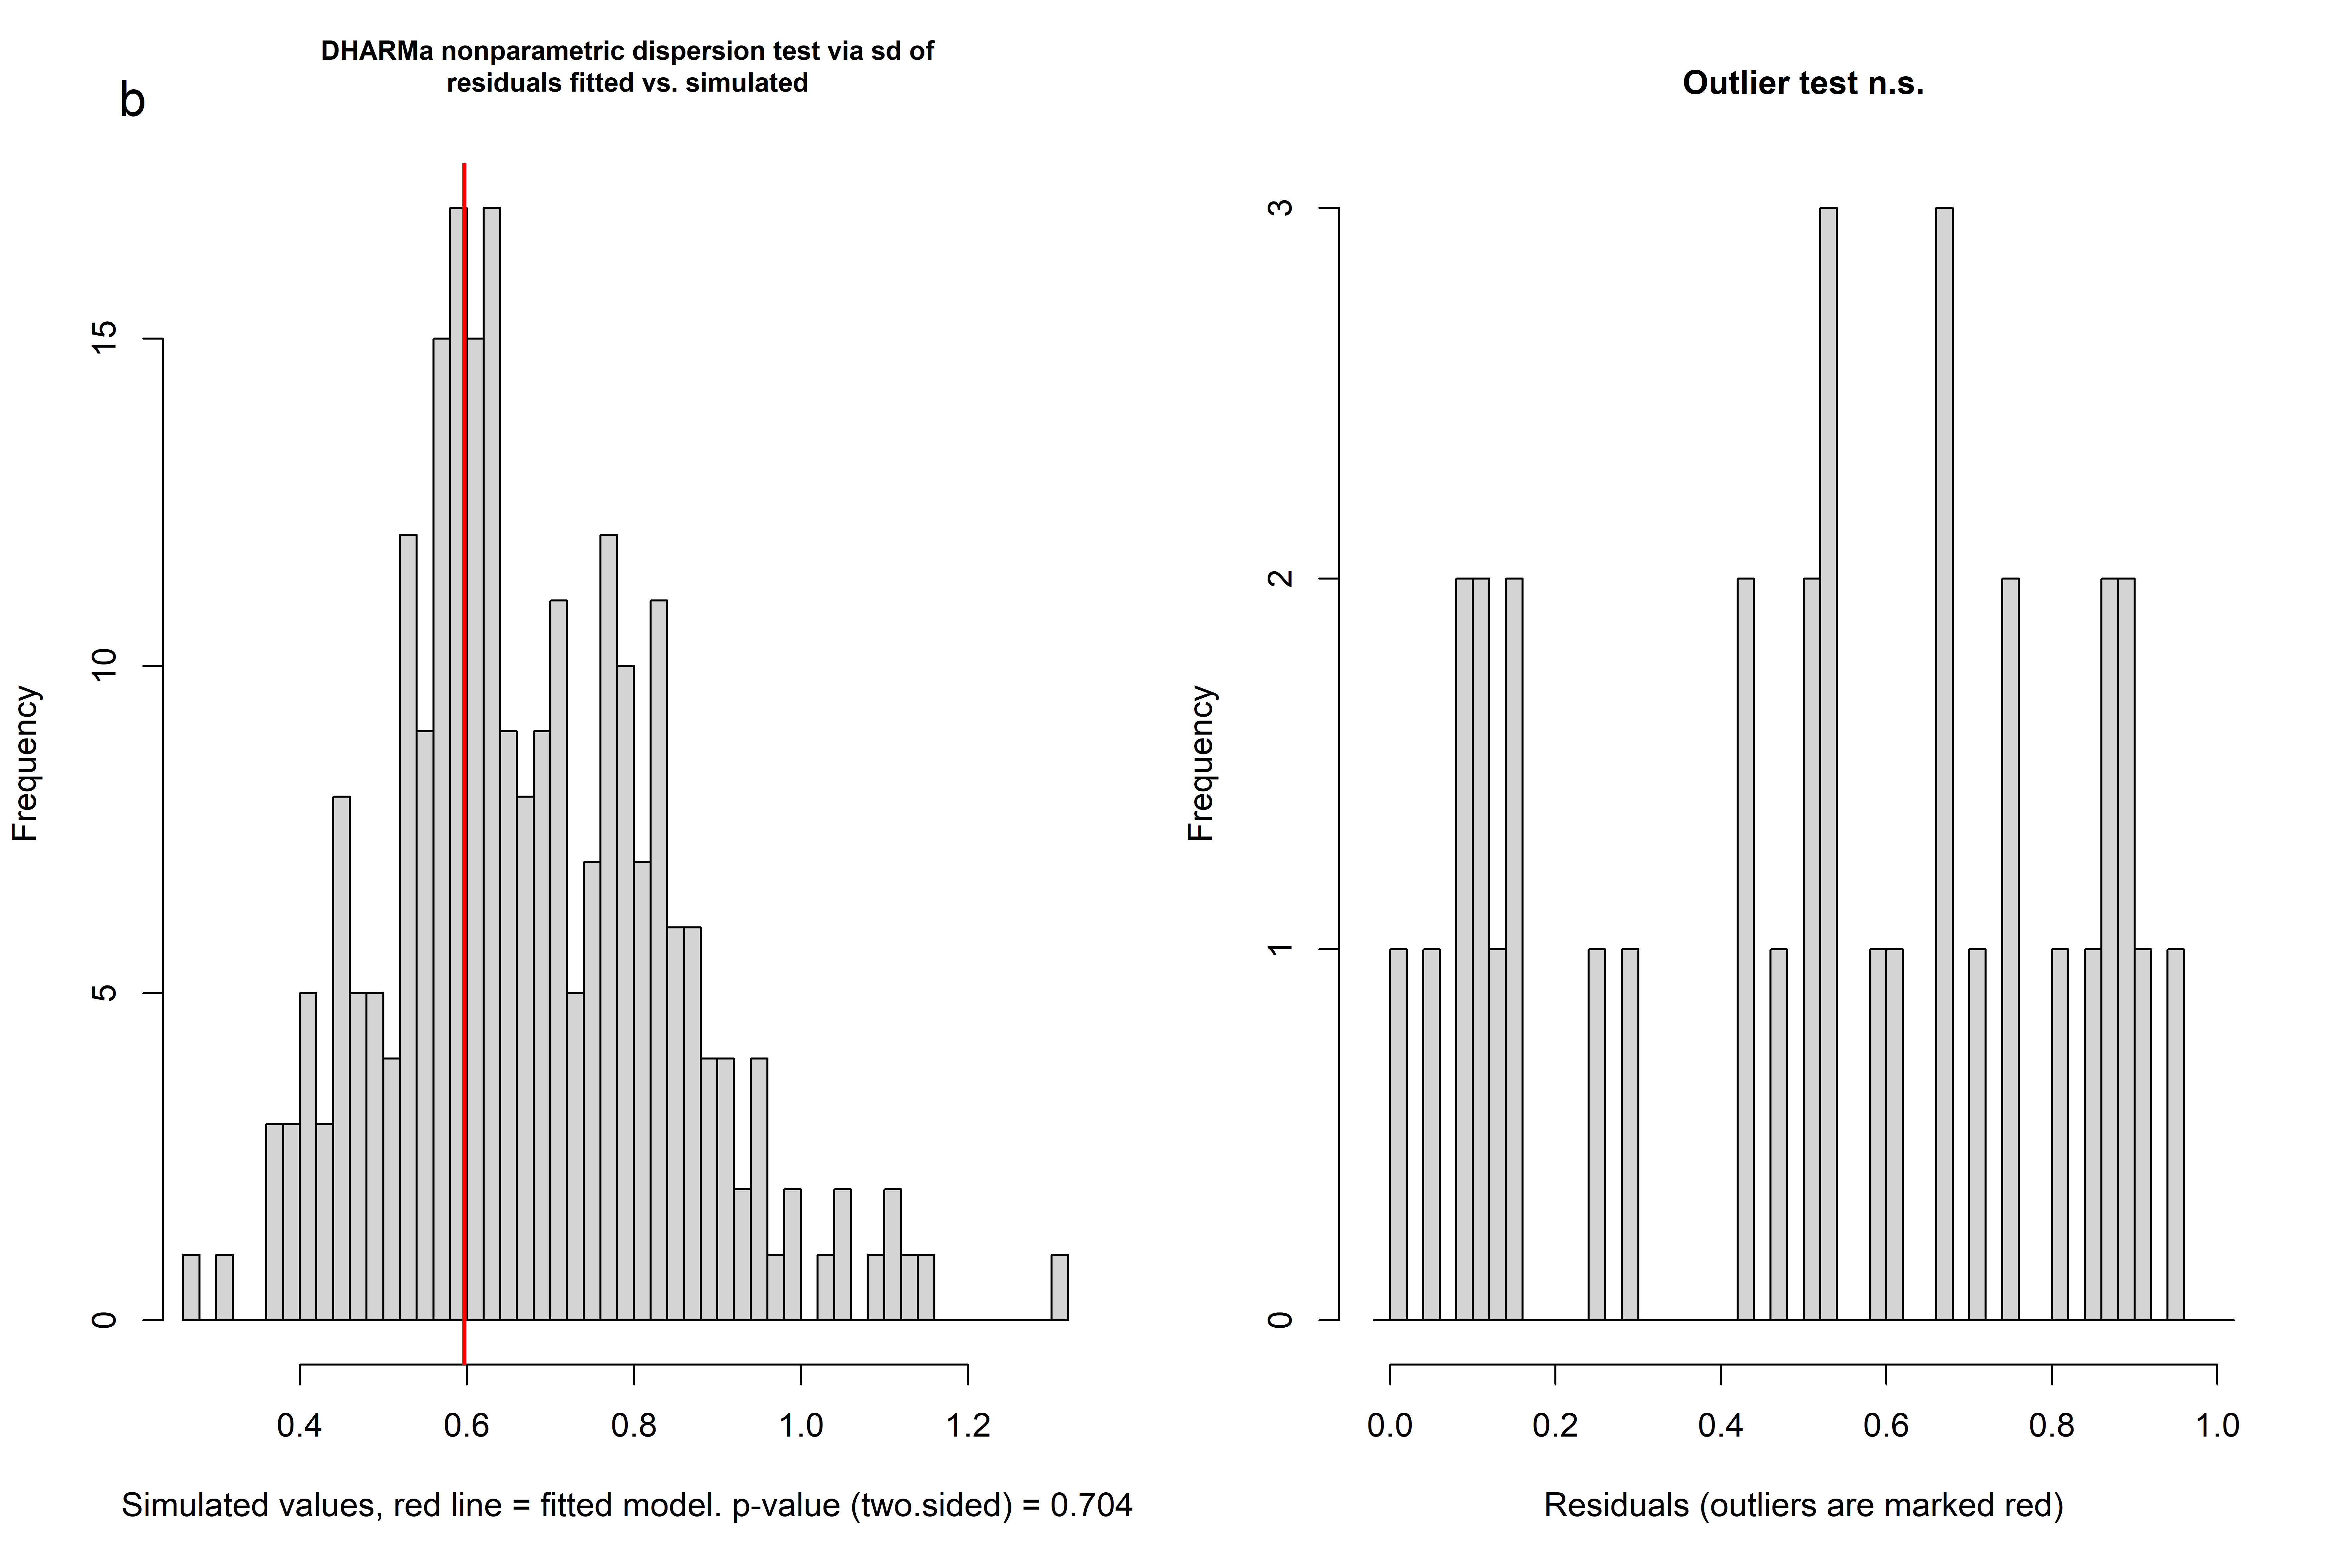 b
DHARMa nonparametric dispersion test via sd of
residuals fitted vs. simulated
Frequency
15
10
5
0
0.4 0.6 0.8 1.0 1.2
Simulated values, red line = fitted model. p-value (two.sided) = 0.704
Outlier test n.s.
Frequency
3
2
1
0
0.0 0.2 0.4 0.6 0.8 1.0
Residuals (outliers are marked red)